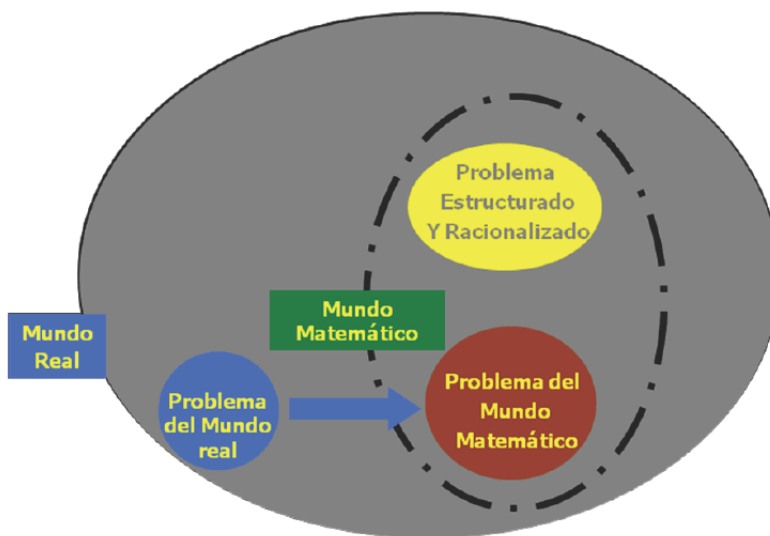 Problema
Estructurado
Y Racionalizado
Mundo
Matemático
Mundo
Real
Problema
del Mundo
real
Problema del
Mundo
Matemático